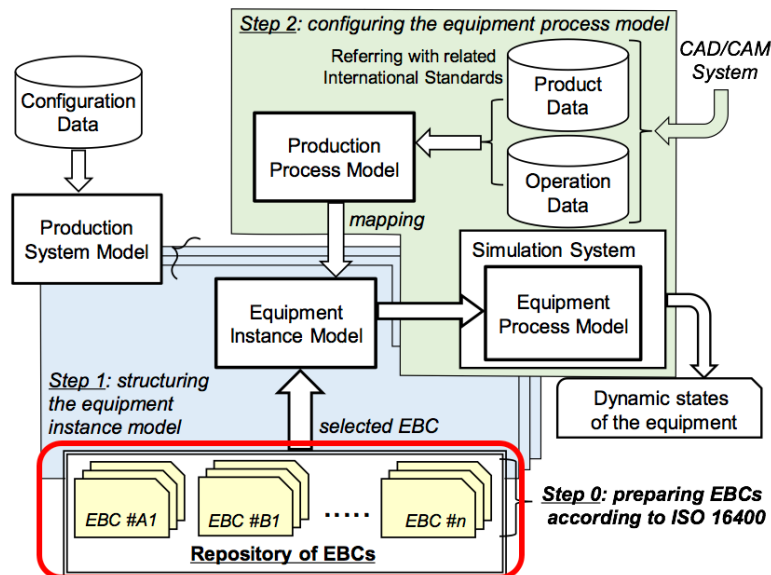 Step 2: configuring the equipment process model
Referring with related
International Standards
CAD/CAM
System
Configuration
Data
Product
Data
Production
Process Model
Operation
Data
Production
System Model
mapping
Simulation System
Equipment
Instance Model
Equipment
Process Model
Step 1: structuring
the equipment
instance model
selected EBC
Dynamic states
of the equipment
EBC #A1
EBC #B1
.....
EBC #n
Step 0: preparing EBCs
according to ISO 16400
Repository of EBCs